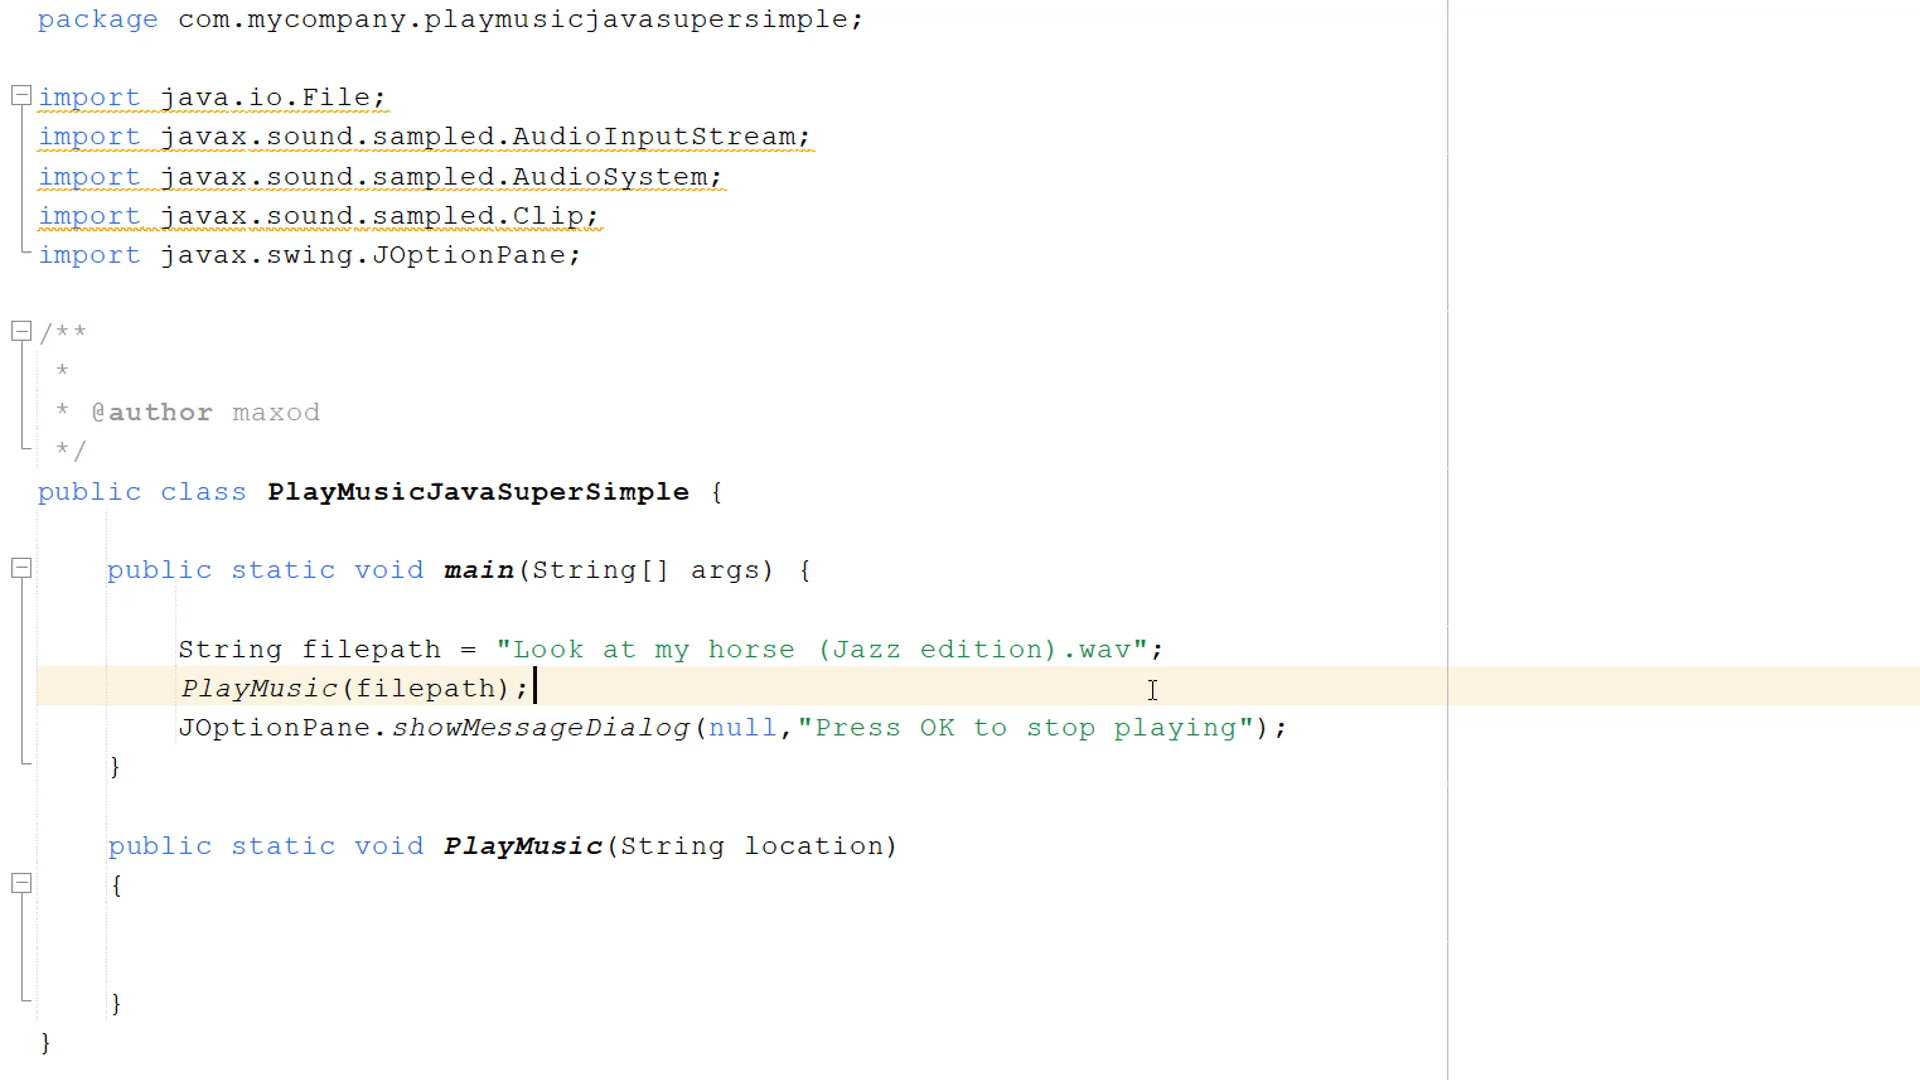 package com.mycompany.playmusicjavasupersimple;
import java.io.File;
import javax.sound.sampled.AudioInputStream;
import javax.sound.sampled.AudioSystem;
import javax.sound.sampled.Clip;
import javax.swing.JOptionPane;
/**
 *
 * @author maxod
 */
public class PlayMusicJavaSuperSimple {
    public static void main(String[] args) {
        String filepath = "Look at my horse (Jazz edition).wav";
        PlayMusic(filepath);
        JOptionPane.showMessageDialog(null,"Press OK to stop playing");
    }
    public static void PlayMusic(String location)
    {
    }
}